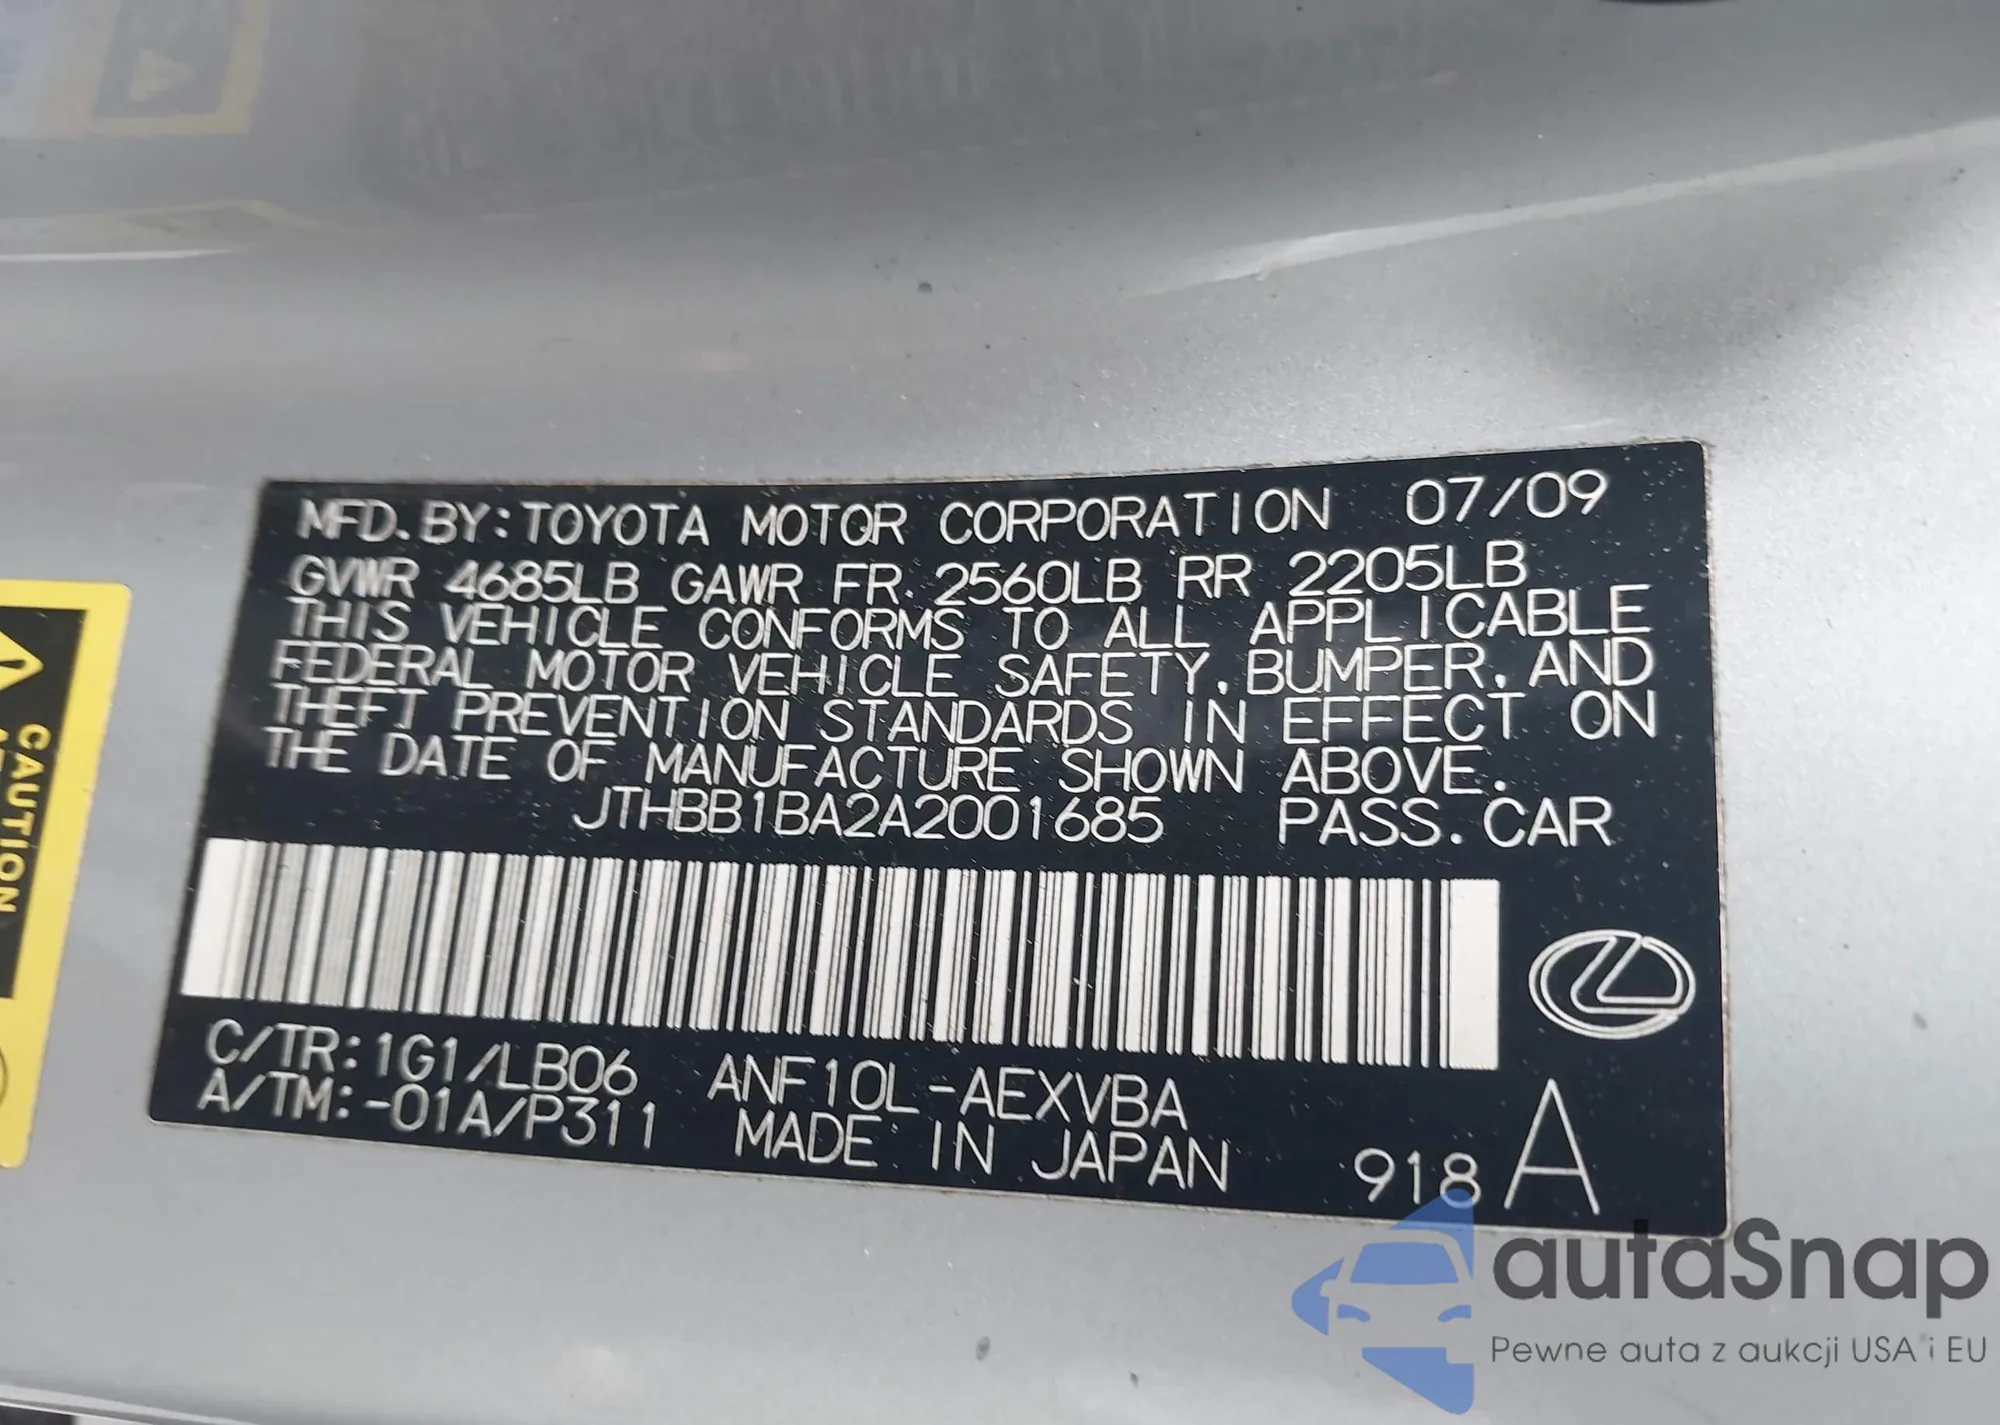 MFD. BY: TOYOTA MOTOR CORPORATION 07/09
GVWR 4685LB GAWR FR. 2560LB RR 2205LB
THIS VEHICLE CONFORMS TO ALL APPLICABLE
FEDERAL MOTOR VEHICLE SAFETY, BUMPER, AND
THEFT PREVENTION STANDARDS IN EFFECT ON
THE DATE OF MANUFACTURE SHOWN ABOVE.
JTHBB1BA2A2001685 PASS. CAR
C/TR: 1G1/LB06 ANF10L-AEXVBA
A/TM: -01A/P311 MADE IN JAPAN 918 A
CAUTION
autaSnap
Pewne auta z aukcji USA i EU